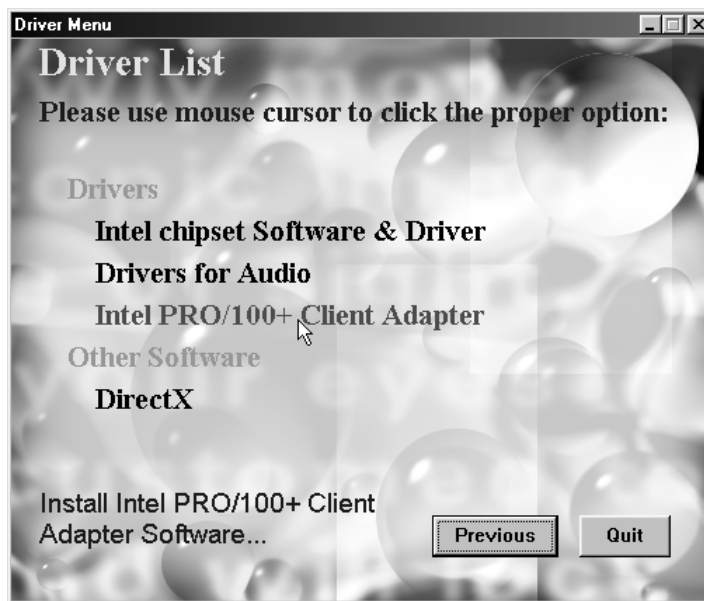 Driver Menu
Driver List
Please use mouse cursor to click the proper option:
Drivers
Intel chipset Software & Driver
Drivers for Audio
Intel PRO/100+ Client Adapter
Other Software
DirectX
Install Intel PRO/100+ Client
Adapter Software...
Previous
Quit